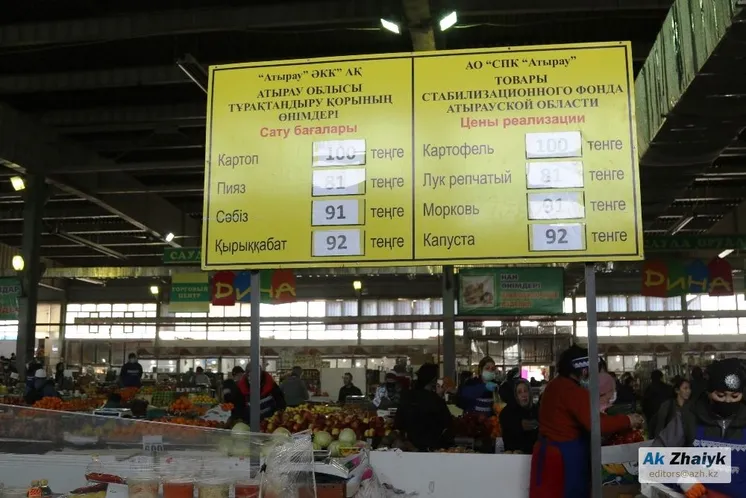 “Атырау” ӘКК” АҚ
АТЫРАУ ОБЛЫСЫ
ТҰРАҚТАНДЫРУ ҚОРЫНЫҢ
ӨНІМДЕРІ
Сату бағалары
Картоп 100 теңге
Пияз 81 теңге
Сәбіз 91 теңге
Қырыққабат 92 теңге
АО “СПК “Атырау”
ТОВАРЫ
СТАБИЛИЗАЦИОННОГО ФОНДА
АТЫРАУСКОЙ ОБЛАСТИ
Цены реализации
Картофель 100 тенге
Лук репчатый 81 тенге
Морковь 91 тенге
Капуста 92 тенге
ДИНА
ДИНА
Ak Zhaiyk
editors@azh.kz